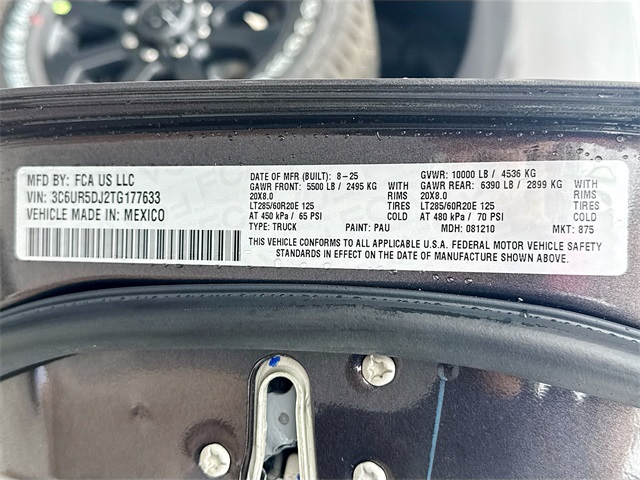 MFD BY: FCA US LLC
VIN: 3C6UR5DJ2TG177633
VEHICLE MADE IN: MEXICO
DATE OF MFR (BUILT): 8-25 GVWR: 10000 LB / 4536 KG
GAWR FRONT: 5500 LB / 2495 KG WITH GAWR REAR: 6390 LB / 2899 KG WITH
20X8.0 RIMS 20X8.0 RIMS
LT285/60R20E 125 TIRES LT285/60R20E 125 TIRES
AT 450 kPa / 65 PSI COLD AT 480 kPa / 70 PSI COLD
TYPE: TRUCK PAINT: PAU MDH: 081210 MKT: 875
THIS VEHICLE CONFORMS TO ALL APPLICABLE U.S.A. FEDERAL MOTOR VEHICLE SAFETY
STANDARDS IN EFFECT ON THE DATE OF MANUFACTURE SHOWN ABOVE.